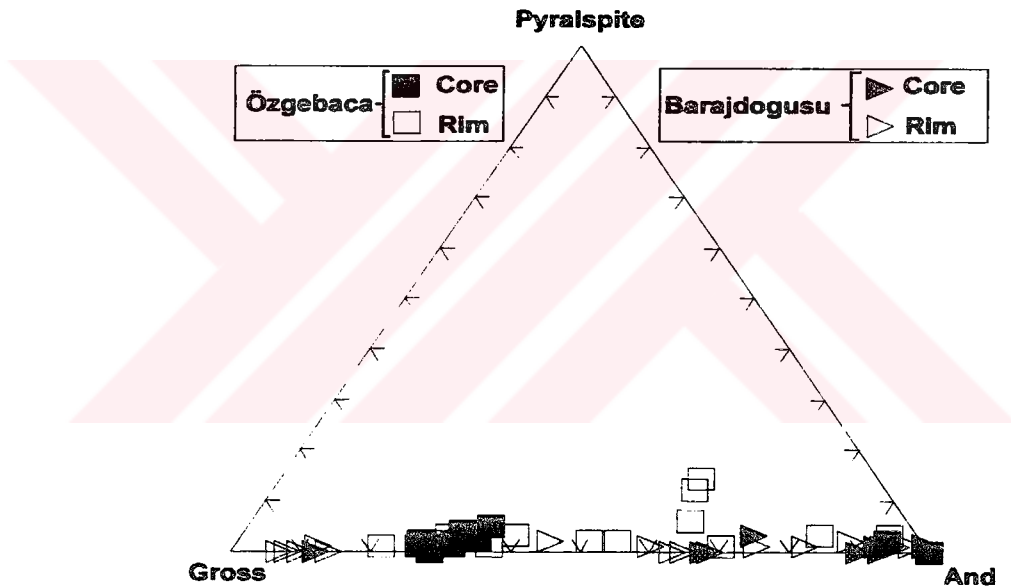 Pyralspite
Özgebaca
Core
Rim
Barajdogusu
Core
Rim
Gross
And